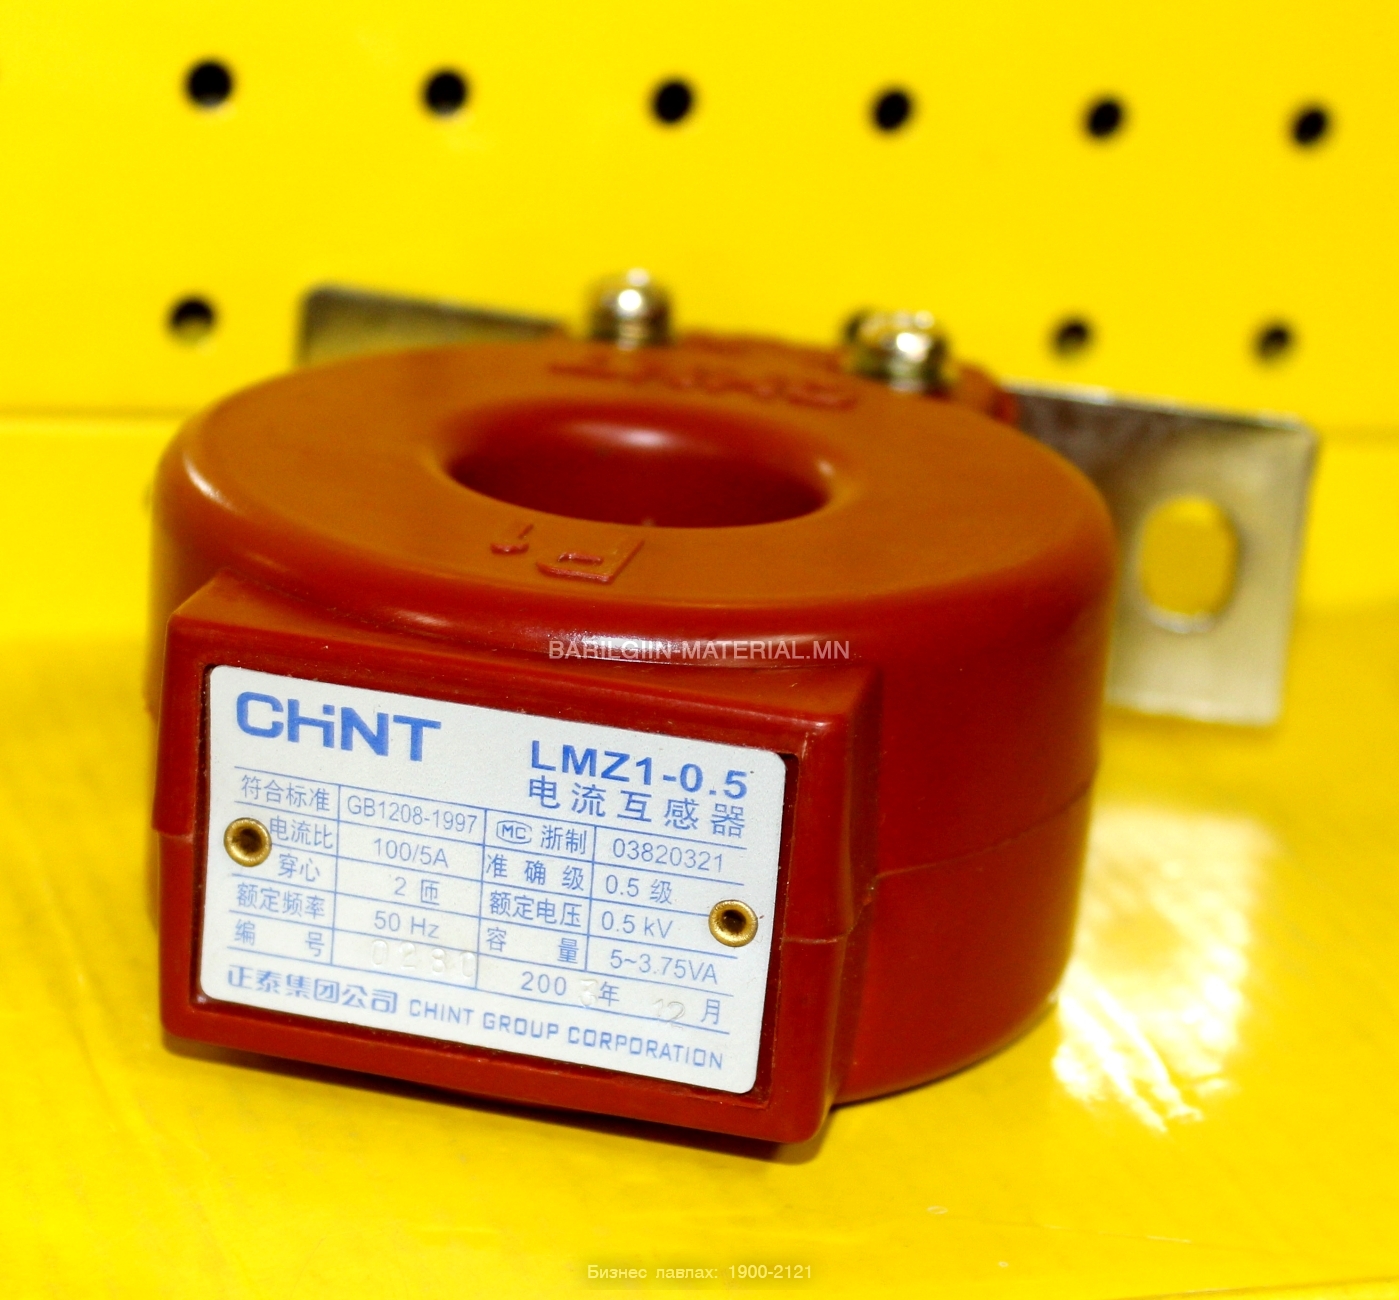 CHINT
P1
BARILGIIN-MATERIAL.MN
CHiNT
LMZ1-0.5
电流互感器
符合标准 GB1208-1997 MC 浙制 03820321
电流比 100/5A 准确级 0.5 级
穿心 2 匝 额定电压 0.5 kV
额定频率 50 Hz 容量 5~3.75VA
编号 200 年 12 月
正泰集团公司 CHINT GROUP CORPORATION
Бизнес лавлах: 1900-2121